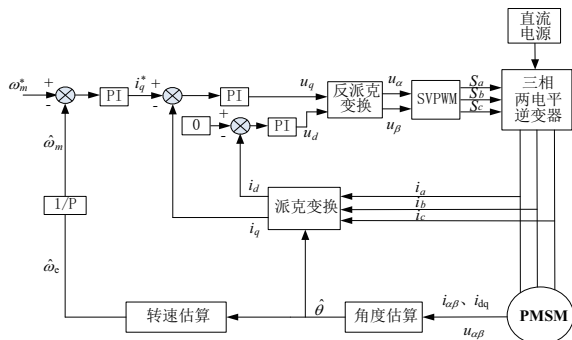 直流
电源
ω*m + - PI i*q + - PI uq 反派克
变换 uα uβ SVPWM Sa Sb Sc 三相
两电平
逆变器
0 + - PI ud
ω̂m
id iq 派克变换 ia ib ic
1/P
ω̂e
转速估算 θ̂ 角度估算 iαβ、idq
uαβ
PMSM